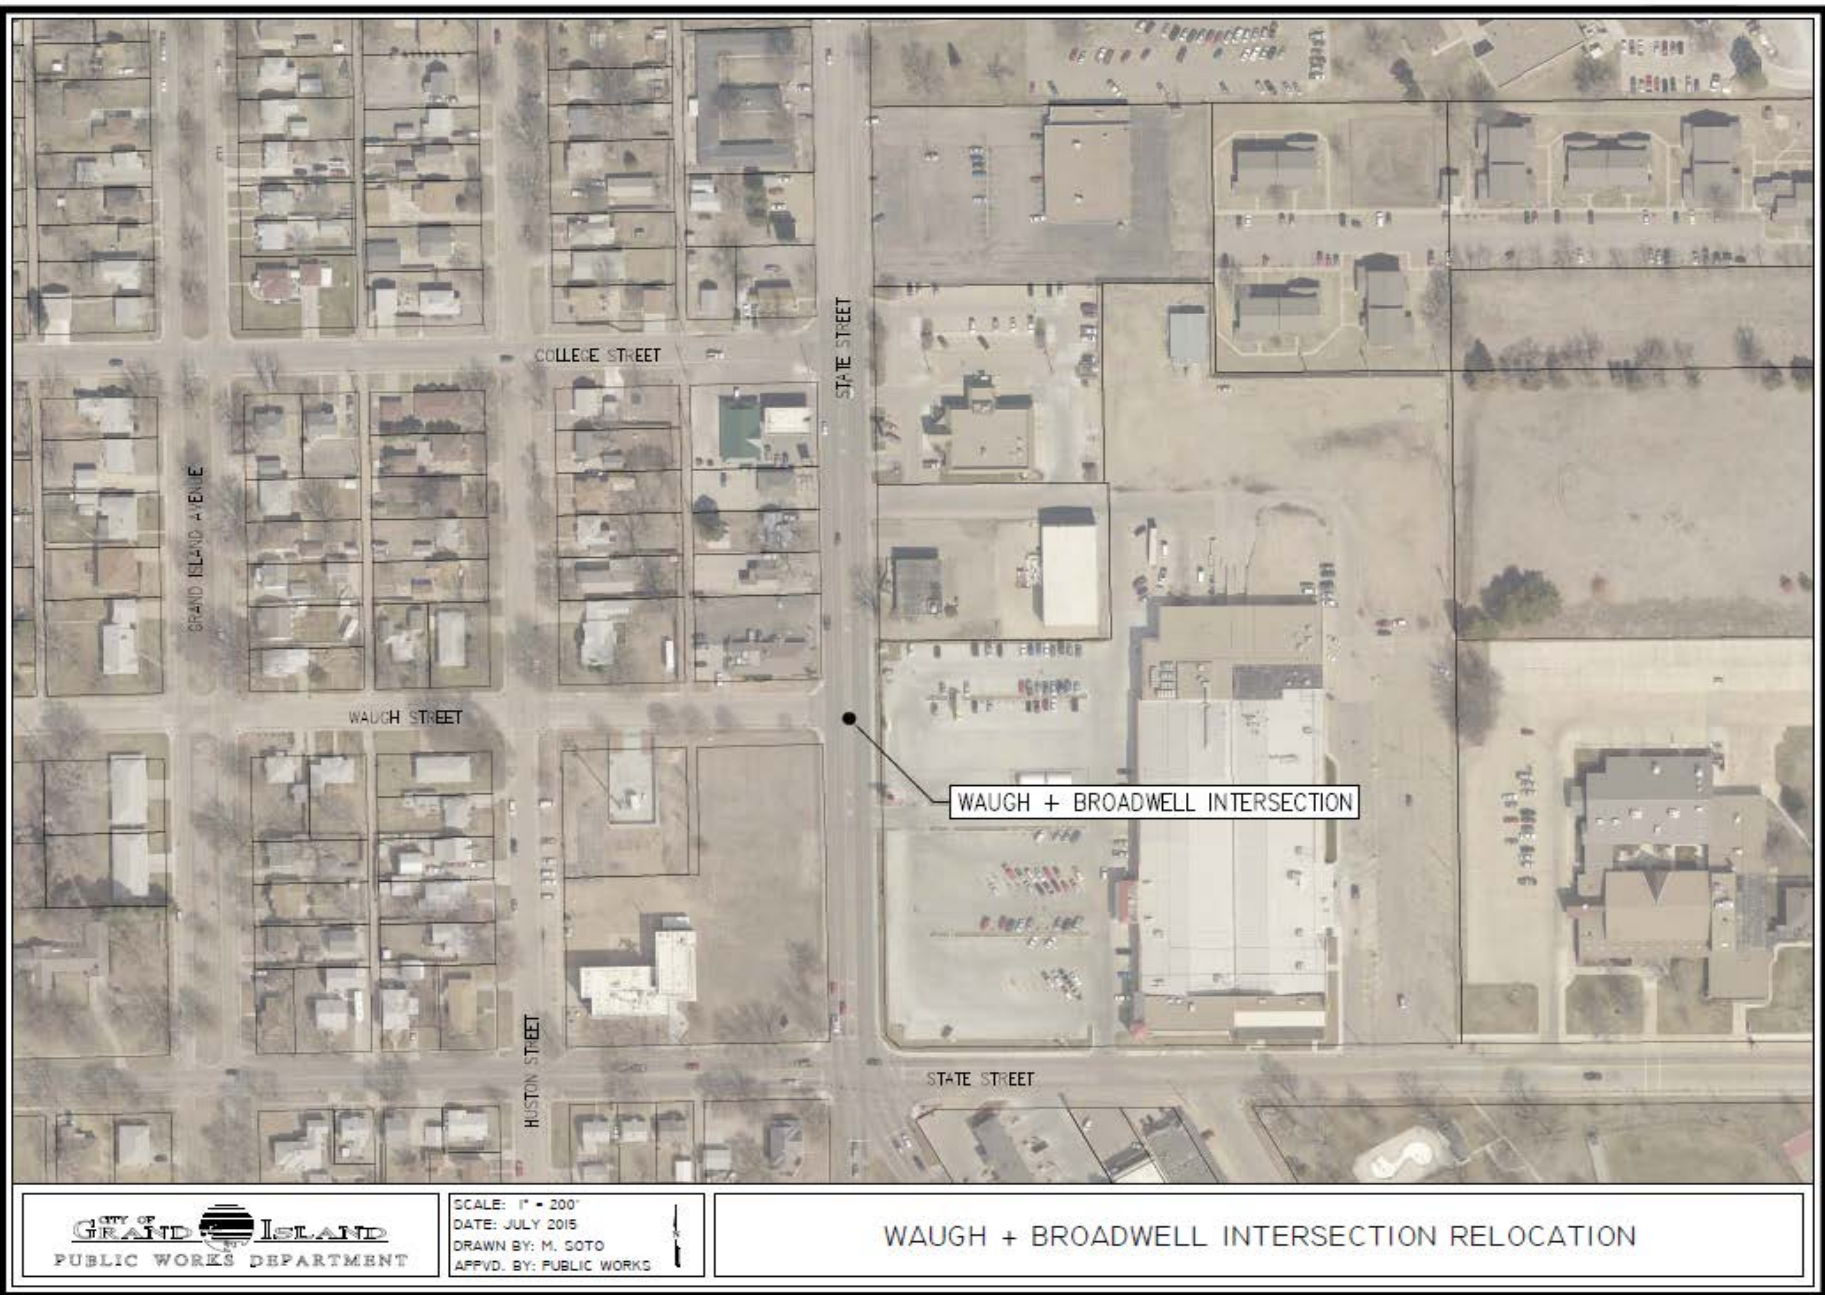 COLLEGE STREET
STATE STREET
GRAND ISLAND AVENUE
WAUGH STREET
WAUGH + BROADWELL INTERSECTION
HUSTON STREET
STATE STREET
CITY OF
GRAND ISLAND
PUBLIC WORKS DEPARTMENT
SCALE: 1" = 200'
DATE: JULY 2015
DRAWN BY: M. SOTO
APPVD. BY: PUBLIC WORKS
WAUGH + BROADWELL INTERSECTION RELOCATION